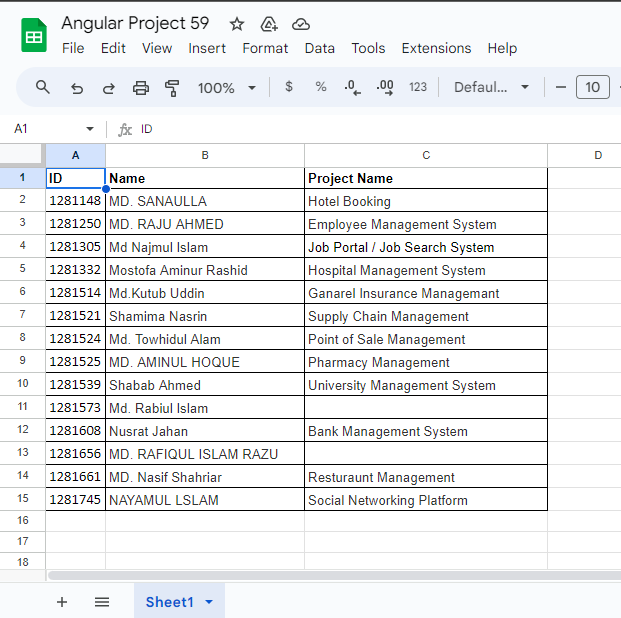 Angular Project 59
File Edit View Insert Format Data Tools Extensions Help
100% $ % .0 .00 123 Defaul... 10
A1 fx ID
A B C D
1 ID Name Project Name
2 1281148 MD. SANAULLA Hotel Booking
3 1281250 MD. RAJU AHMED Employee Management System
4 1281305 Md Najmul Islam Job Portal / Job Search System
5 1281332 Mostofa Aminur Rashid Hospital Management System
6 1281514 Md.Kutub Uddin Ganarel Insurance Managemant
7 1281521 Shamima Nasrin Supply Chain Management
8 1281524 Md. Towhidul Alam Point of Sale Management
9 1281525 MD. AMINUL HOQUE Pharmacy Management
10 1281539 Shabab Ahmed University Management System
11 1281573 Md. Rabiul Islam
12 1281608 Nusrat Jahan Bank Management System
13 1281656 MD. RAFIQUL ISLAM RAZU
14 1281661 MD. Nasif Shahriar Resturaunt Management
15 1281745 NAYAMUL LSLAM Social Networking Platform
16
17
18
Sheet1